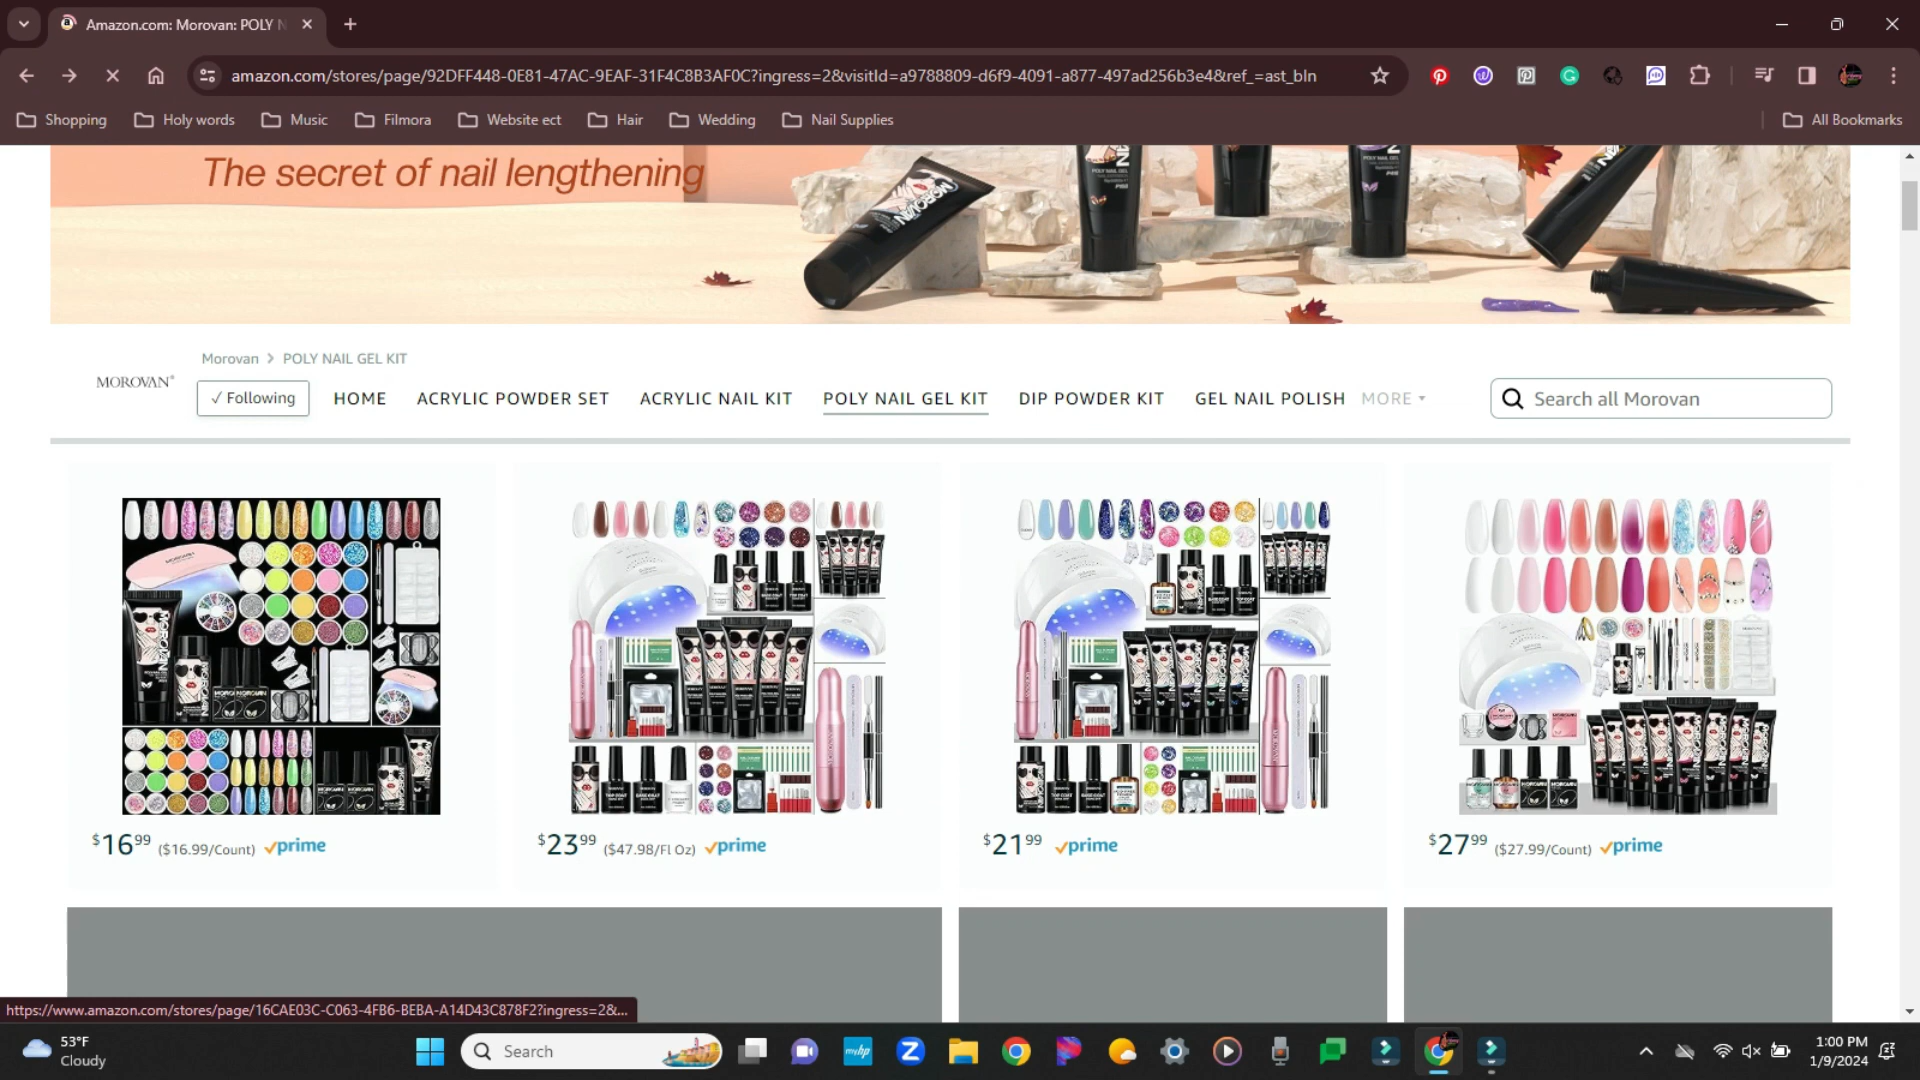 Amazon.com: Morovan: POLY N
amazon.com/stores/page/92DFF448-0E81-47AC-9EAF-31F4C8B3AF0C?ingress=2&visitId=a9788809-d6f9-4091-a877-497ad256b3e4&ref_=ast_bln
Shopping
Holy words
Music
Filmora
Website ect
Hair
Wedding
Nail Supplies
All Bookmarks
The secret of nail lengthening
Morovan > POLY NAIL GEL KIT
MOROVAN®
✓ Following
HOME
ACRYLIC POWDER SET
ACRYLIC NAIL KIT
POLY NAIL GEL KIT
DIP POWDER KIT
GEL NAIL POLISH
MORE
Search all Morovan
$16.99 ($16.99/Count) prime
$23.99 ($47.98/Fl Oz) prime
$21.99 prime
$27.99 ($27.99/Count) prime
https://www.amazon.com/stores/page/16CAE03C-C063-4FB6-BEBA-A14D43C878F2?ingress=2&...
53°F
Cloudy
Search
1:00 PM
1/9/2024